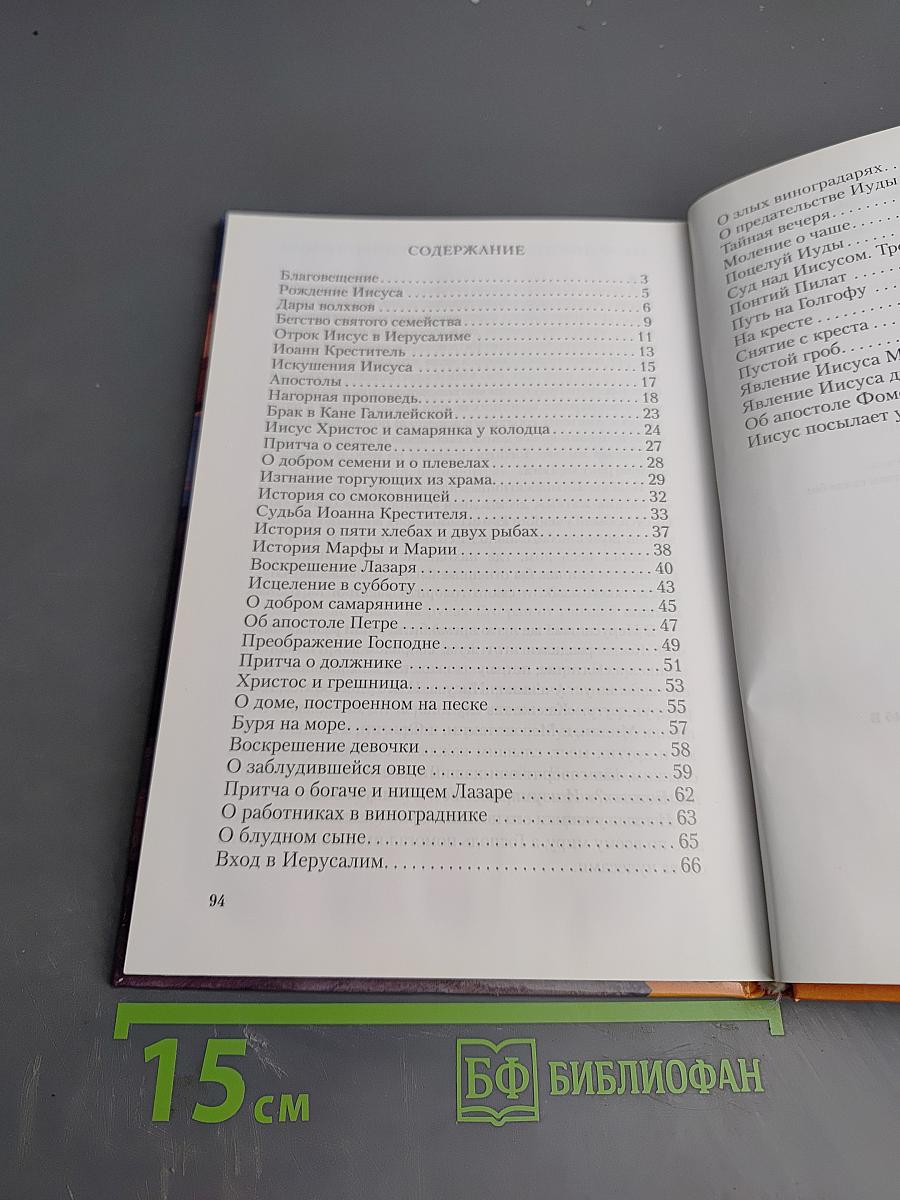 СОДЕРЖАНИЕ
Благовещение. . . . . . . . . . . . . . . . . . . . . . . . . 3
Рождение Иисуса . . . . . . . . . . . . . . . . . . . . . . 5
Дары волхвов . . . . . . . . . . . . . . . . . . . . . . . . . 6
Бегство святого семейства. . . . . . . . . . . . . . . . 9
Отрок Иисус в Иерусалиме . . . . . . . . . . . . . . . 11
Иоанн Креститель . . . . . . . . . . . . . . . . . . . . . . 13
Искушения Иисуса . . . . . . . . . . . . . . . . . . . . . 15
Апостолы . . . . . . . . . . . . . . . . . . . . . . . . . . . . 17
Нагорная проповедь. . . . . . . . . . . . . . . . . . . . . 18
Брак в Кане Галилейской. . . . . . . . . . . . . . . . . 23
Иисус Христос и самарянка у колодца . . . . . . . 24
Притча о сеятеле . . . . . . . . . . . . . . . . . . . . . . . 27
О добром семени и о плевелах . . . . . . . . . . . . . 28
Изгнание торгующих из храма. . . . . . . . . . . . . 29
История со смоковницей . . . . . . . . . . . . . . . . . 32
Судьба Иоанна Крестителя. . . . . . . . . . . . . . . . 33
История о пяти хлебах и двух рыбах. . . . . . . . . 37
История Марфы и Марии . . . . . . . . . . . . . . . . . 38
Воскрешение Лазаря . . . . . . . . . . . . . . . . . . . . 40
Исцеление в субботу . . . . . . . . . . . . . . . . . . . . 43
О добром самарянине . . . . . . . . . . . . . . . . . . . 45
Об апостоле Петре . . . . . . . . . . . . . . . . . . . . . . 47
Преображение Господне . . . . . . . . . . . . . . . . . . 49
Притча о должнике . . . . . . . . . . . . . . . . . . . . . 51
Христос и грешница. . . . . . . . . . . . . . . . . . . . . 53
О доме, построенном на песке . . . . . . . . . . . . . 55
Буря на море. . . . . . . . . . . . . . . . . . . . . . . . . . 57
Воскрешение девочки . . . . . . . . . . . . . . . . . . . 58
О заблудившейся овце . . . . . . . . . . . . . . . . . . . 59
Притча о богаче и нищем Лазаре . . . . . . . . . . . 62
О работниках в винограднике . . . . . . . . . . . . . 63
О блудном сыне. . . . . . . . . . . . . . . . . . . . . . . . 65
Вход в Иерусалим. . . . . . . . . . . . . . . . . . . . . . . 66
94
О злых виноградарях. .
О предательстве Иуды
Тайная вечеря. . . . . . .
Моление о чаше. . . . .
Поцелуй Иуды. . . . . .
Суд над Иисусом. Тре
Понтий Пилат . . . . . .
Путь на Голгофу . . .
На кресте . . . . . . . . .
Снятие с креста . . . .
Пустой гроб. . . . . . .
Явление Иисуса М
Явление Иисуса д
Об апостоле Фоме
Иисус посылает у
15 см
БФ БИБЛИОФАН